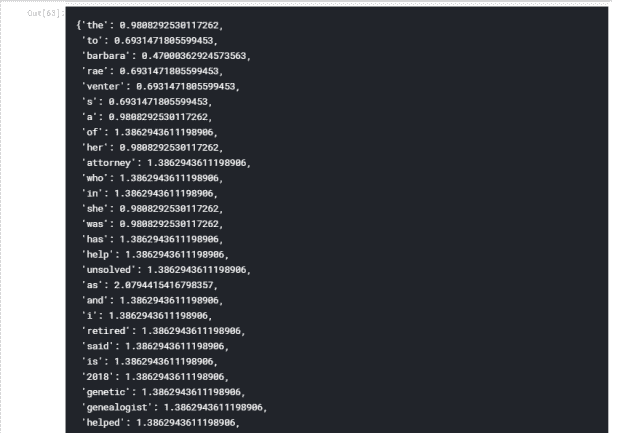 Out[63]:
{'the': 0.9808292530117262,
'to': 0.6931471805599453,
'barbara': 0.47000362924573563,
'rae': 0.6931471805599453,
'venter': 0.6931471805599453,
's': 0.6931471805599453,
'a': 0.9808292530117262,
'of': 1.3862943611198906,
'her': 0.9808292530117262,
'attorney': 1.3862943611198906,
'who': 1.3862943611198906,
'in': 1.3862943611198906,
'she': 0.9808292530117262,
'was': 0.9808292530117262,
'has': 1.3862943611198906,
'help': 1.3862943611198906,
'unsolved': 1.3862943611198906,
'as': 2.0794415416798357,
'and': 1.3862943611198906,
'i': 1.3862943611198906,
'retired': 1.3862943611198906,
'said': 1.3862943611198906,
'is': 1.3862943611198906,
'2018': 1.3862943611198906,
'genetic': 1.3862943611198906,
'genealogist': 1.3862943611198906,
'helped': 1.3862943611198906,